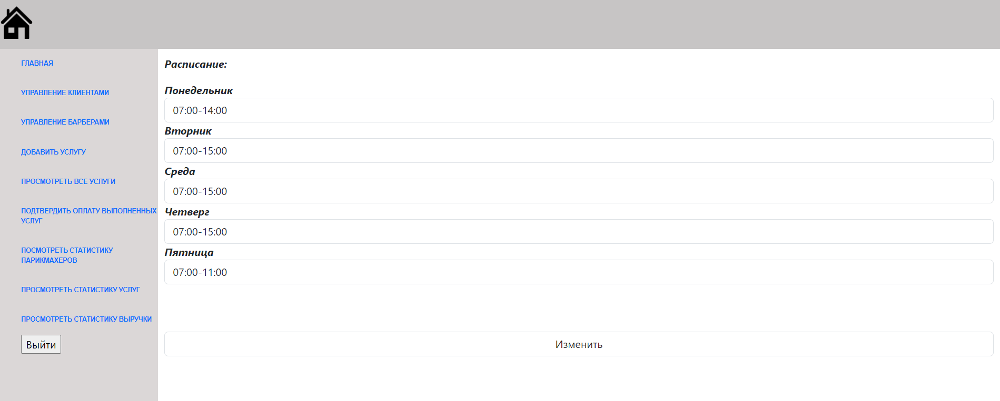 ГЛАВНАЯ
УПРАВЛЕНИЕ КЛИЕНТАМИ
УПРАВЛЕНИЕ БАРБЕРАМИ
ДОБАВИТЬ УСЛУГУ
ПРОСМОТРЕТЬ ВСЕ УСЛУГИ
ПОДТВЕРДИТЬ ОПЛАТУ ВЫПОЛНЕННЫХ
УСЛУГ
ПОСМОТРЕТЬ СТАТИСТИКУ
ПАРИКМАХЕРОВ
ПРОСМОТРЕТЬ СТАТИСТИКУ УСЛУГ
ПРОСМОТРЕТЬ СТАТИСТИКУ ВЫРУЧКИ
Выйти
Расписание:
Понедельник
07:00-14:00
Вторник
07:00-15:00
Среда
07:00-15:00
Четверг
07:00-15:00
Пятница
07:00-11:00
Изменить